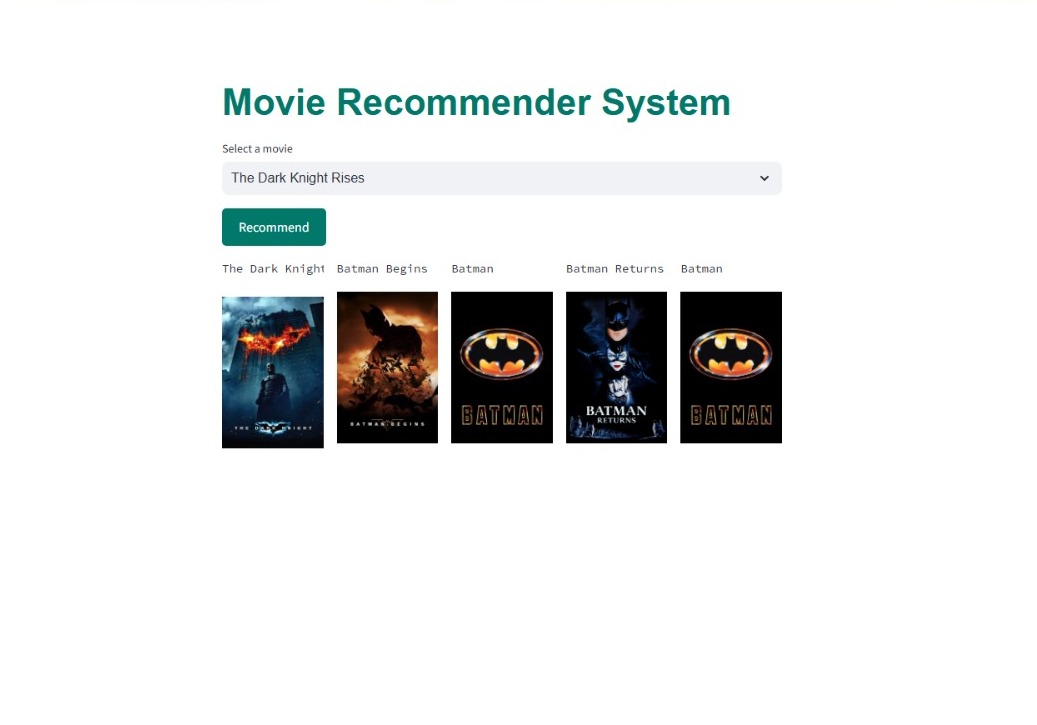 Movie Recommender System
Select a movie
The Dark Knight Rises
Recommend
The Dark Knight Batman Begins Batman Batman Returns Batman
THE DARK KNIGHT
BATMAN BEGINS
BATMAN
BATMAN
RETURNS
BATMAN